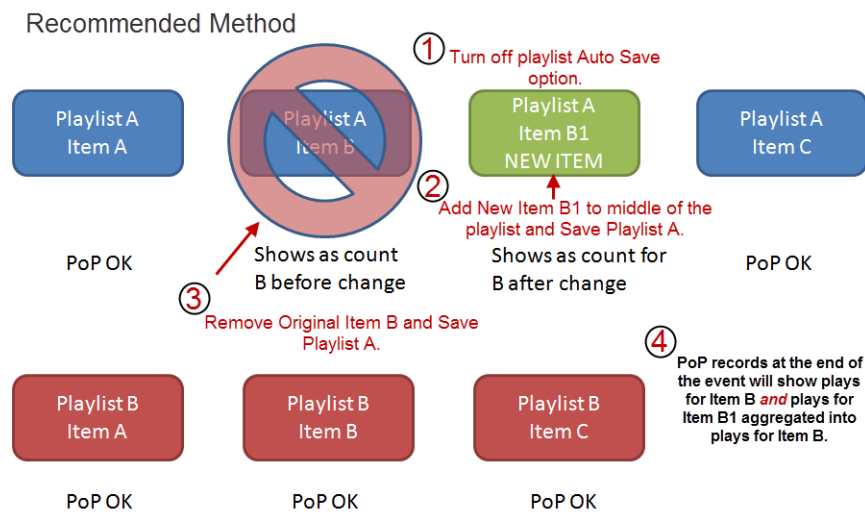 Recommended Method
1
Turn off playlist Auto Save
option.
Playlist A
Item A
Playlist A
Item B
Playlist A
Item B1
NEW ITEM
Playlist A
Item C
2
Add New Item B1 to middle of the
playlist and Save Playlist A.
PoP OK
Shows as count
B before change
Shows as count for
B after change
PoP OK
3
Remove Original Item B and Save
Playlist A.
4
PoP records at the end of
the event will show plays
for Item B and plays for
Item B1 aggregated into
plays for Item B.
Playlist B
Item A
Playlist B
Item B
Playlist B
Item C
PoP OK
PoP OK
PoP OK